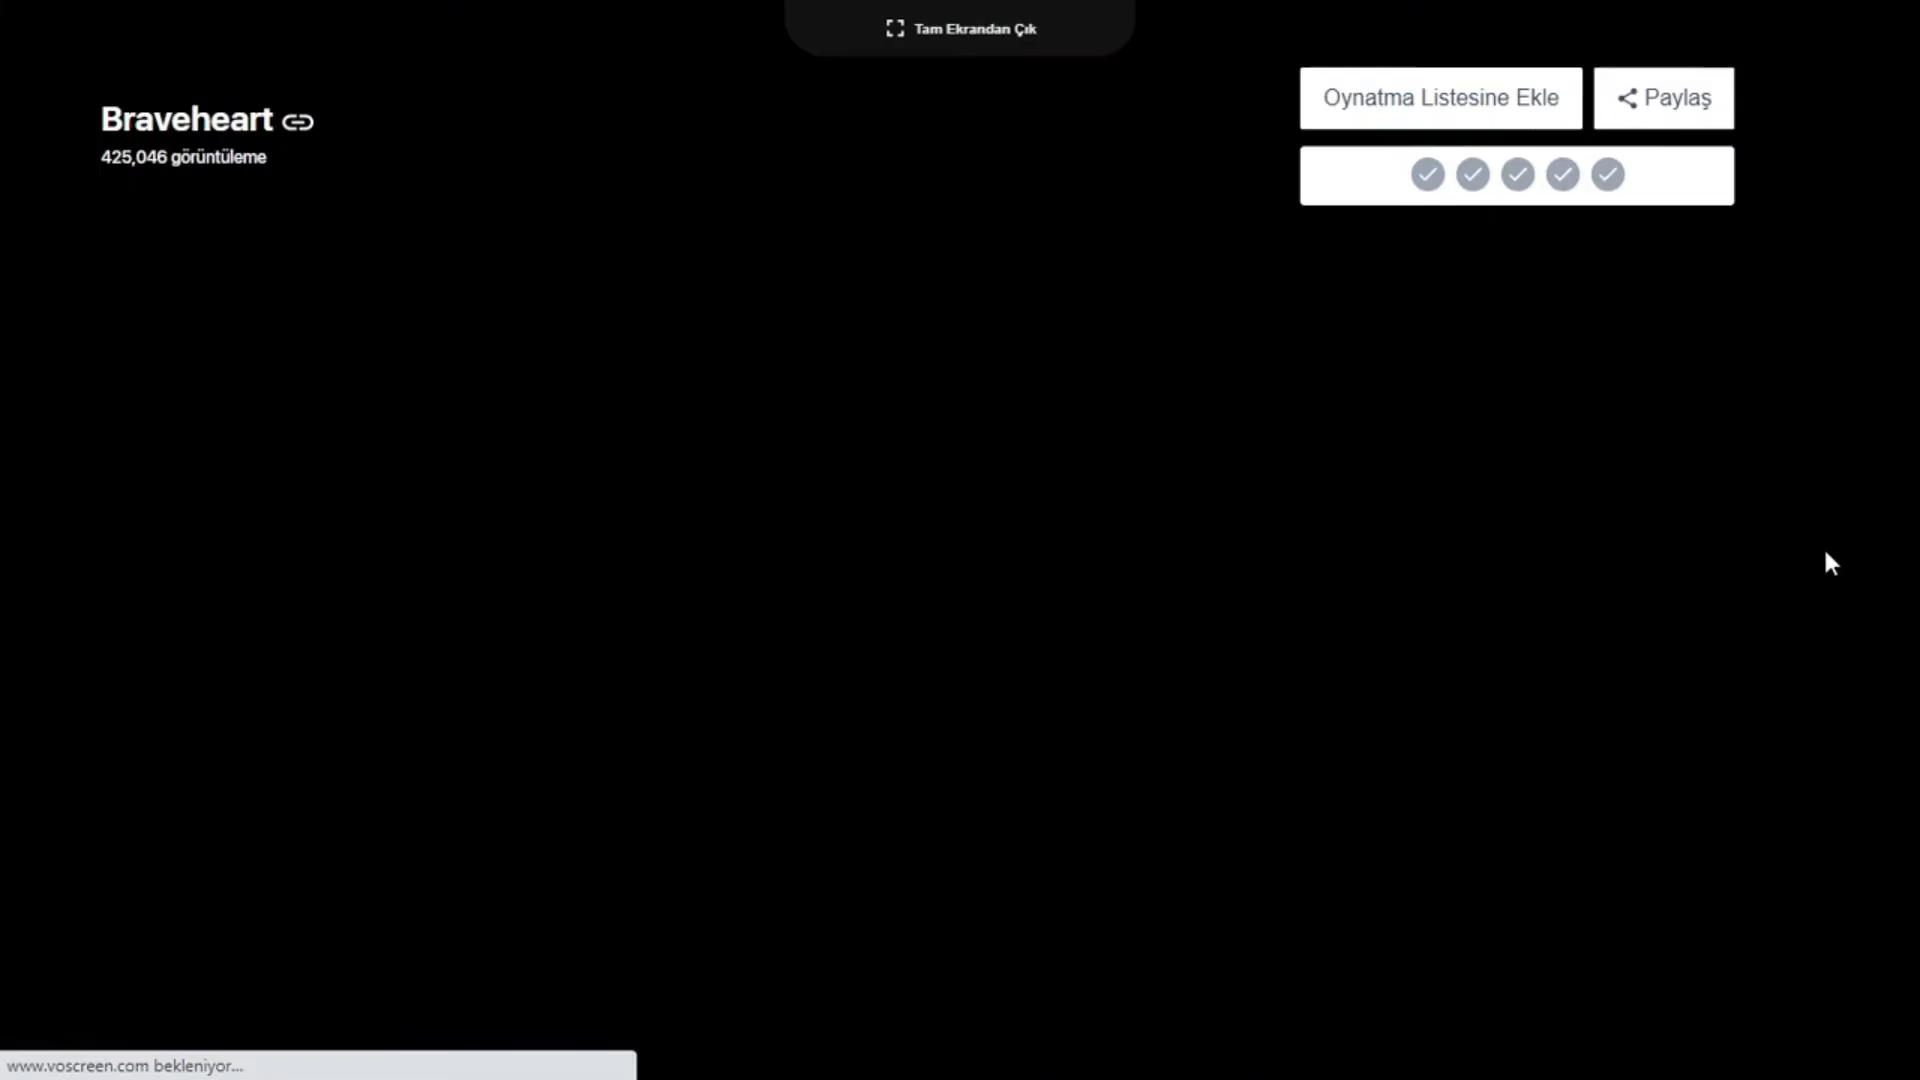 Tam Ekrandan Çık
Braveheart
425,046 görüntüleme
Oynatma Listesine Ekle
Paylaş
www.voscreen.com bekleniyor...